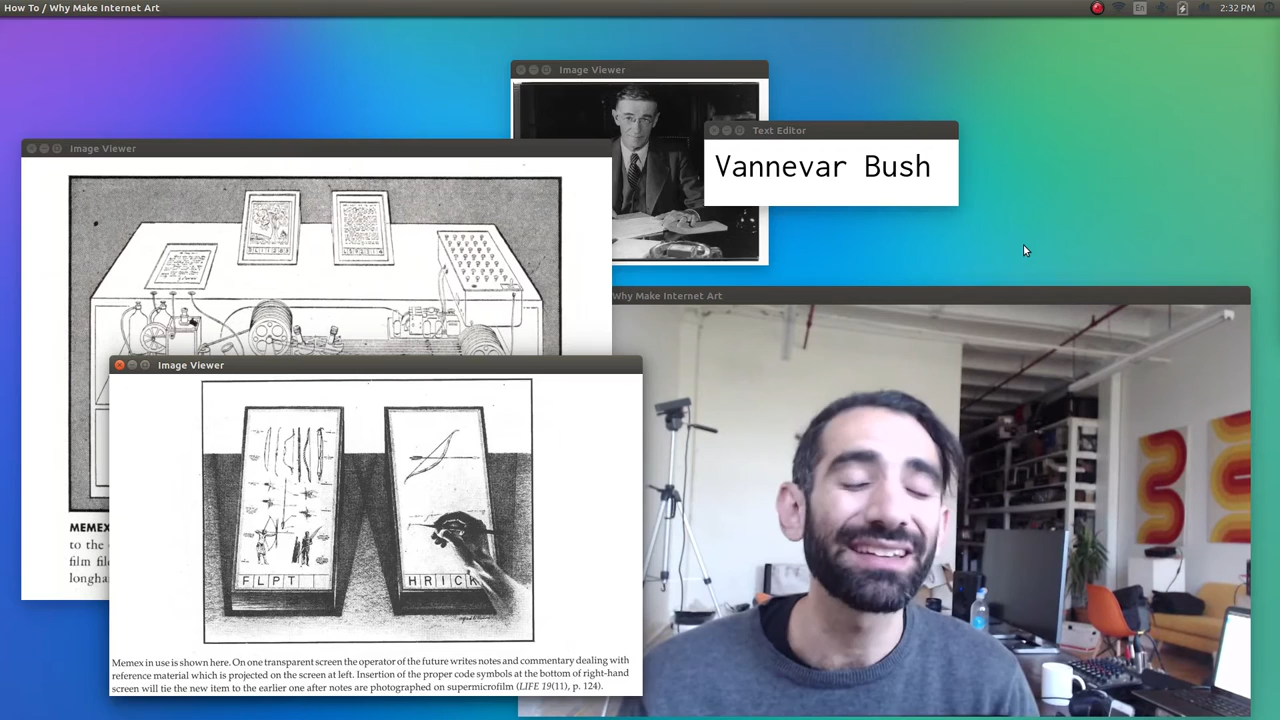 How To / Why Make Internet Art
En
2:32 PM
Image Viewer
Text Editor
Vannevar Bush
Image Viewer
Why Make Internet Art
MEMEX
to the
film file
longha
Image Viewer
F L P T
H R I C K
Memex in use is shown here. On one transparent screen the operator of the future writes notes and commentary dealing with
reference material which is projected on the screen at left. Insertion of the proper code symbols at the bottom of right-hand
screen will tie the new item to the earlier one after notes are photographed on supermicrofilm (LIFE 19(11), p. 124).